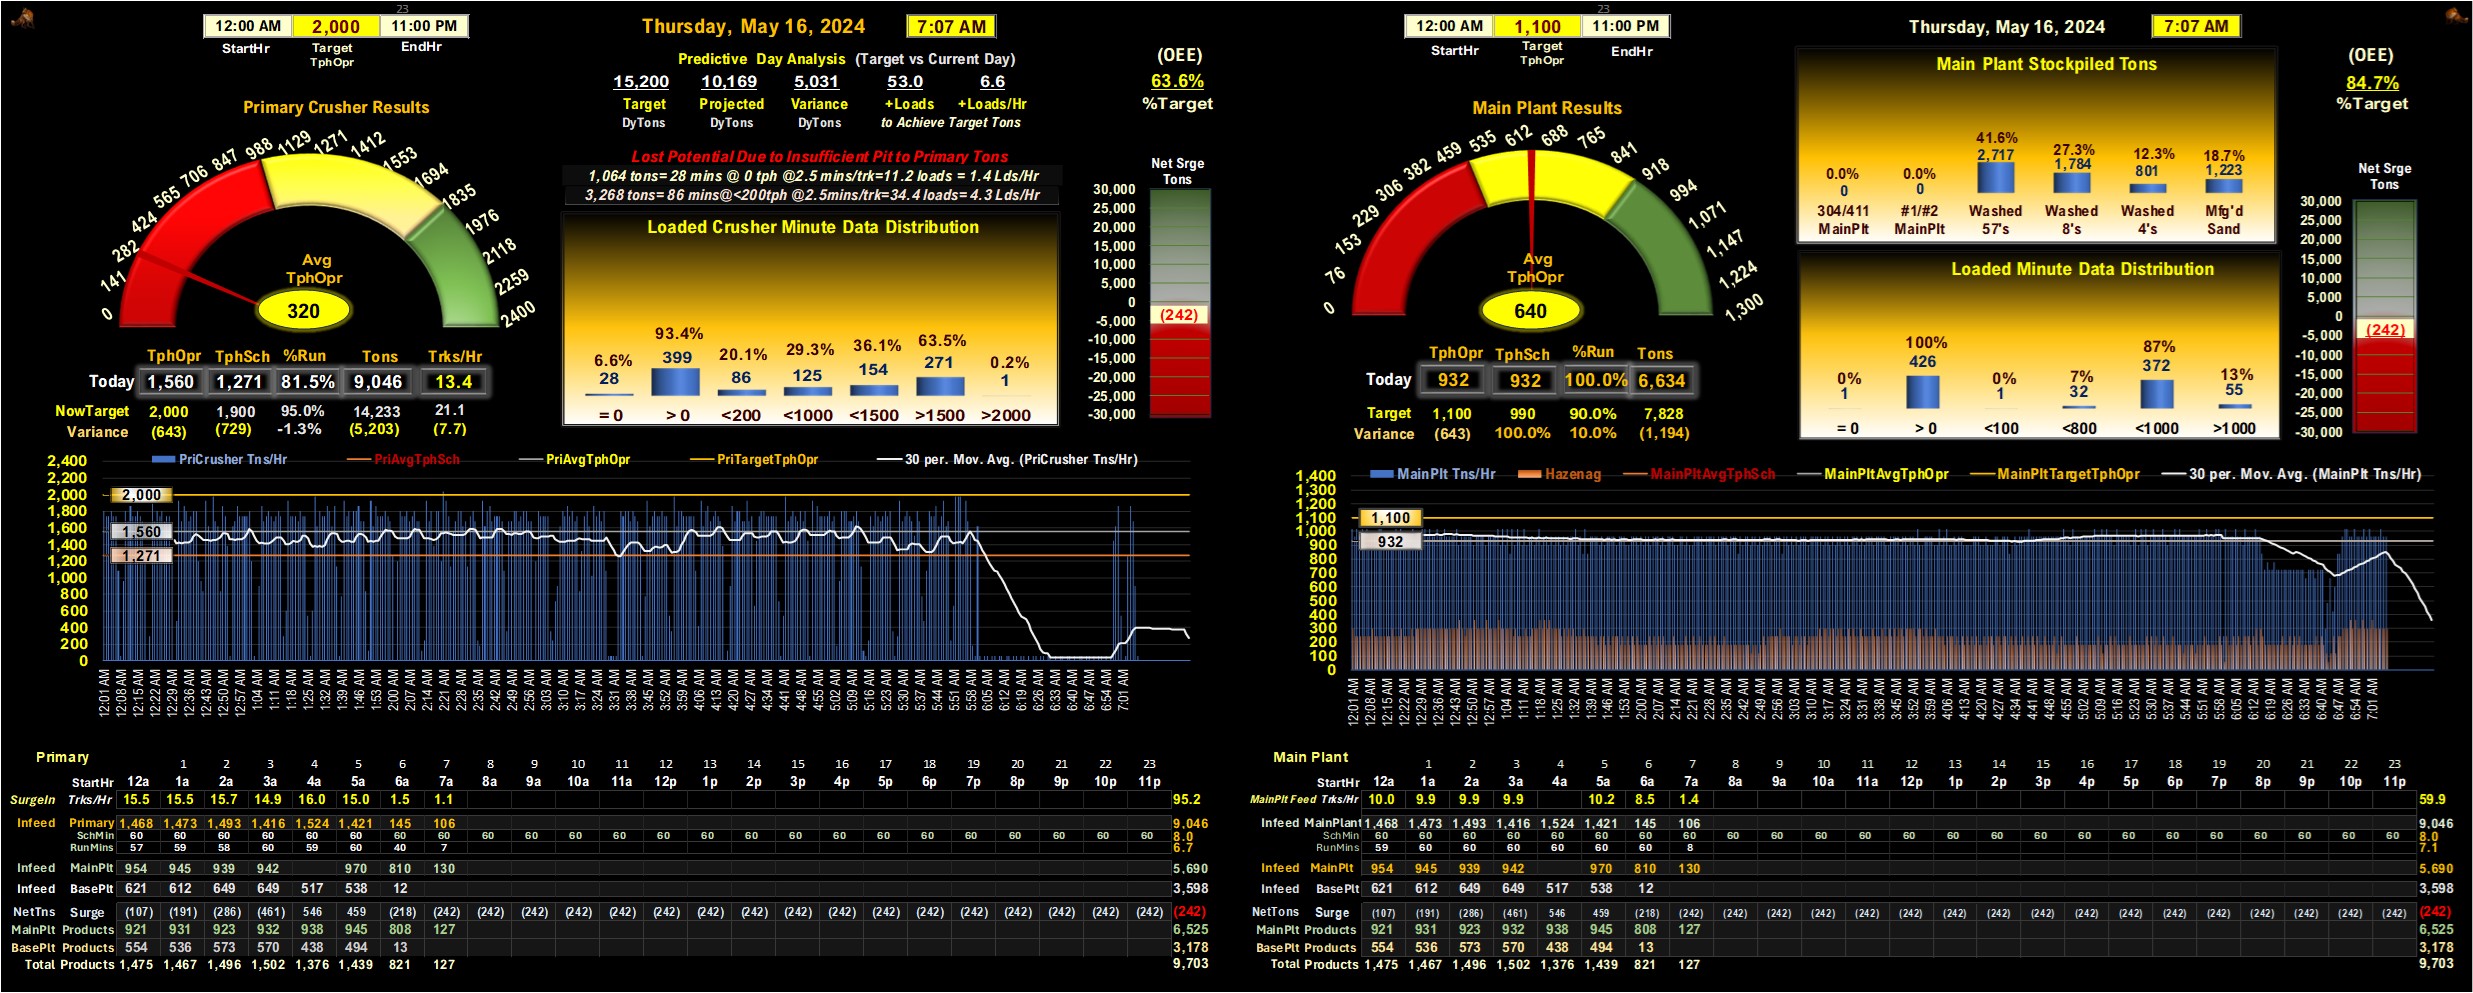 23
12:00 AM 2,000 11:00 PM
StartHr Target TphOpr EndHr
Thursday, May 16, 2024 7:07 AM
Predictive Day Analysis (Target vs Current Day)
15,200 10,169 5,031 53.0 6.6
Target Projected Variance +Loads +Loads/Hr
DyTons DyTons DyTons to Achieve Target Tons
(OEE)
63.6%
%Target
Primary Crusher Results
0 141 282 424 565 706 847 988 1129 1271 1412 1553 1694 1835 1976 2118 2259 2400
Avg
TphOpr
320
TphOpr TphSch %Run Tons Trks/Hr
Today 1,560 1,271 81.5% 9,046 13.4
NowTarget 2,000 1,900 95.0% 14,233 21.1
Variance (643) (729) -1.3% (5,203) (7.7)
Lost Potential Due to Insufficient Pit to Primary Tons
1,064 tons= 28 mins @ 0 tph @2.5 mins/trk=11.2 loads = 1.4 Lds/Hr
3,268 tons= 86 mins@<200tph @2.5mins/trk=34.4 loads= 4.3 Lds/Hr
Loaded Crusher Minute Data Distribution
6.6% 93.4% 20.1% 29.3% 36.1% 63.5% 0.2%
28 399 86 125 154 271 1
= 0 > 0 <200 <1000 <1500 >1500 >2000
Net Srge
Tons
30,000
25,000
20,000
15,000
10,000
5,000
0
-5,000
-10,000
-15,000
-20,000
-25,000
-30,000
(242)
PriCrusher Tns/Hr PriAvgTphSch PriAvgTphOpr PriTargetTphOpr 30 per. Mov. Avg. (PriCrusher Tns/Hr)
2,400
2,200
2,000
1,800
1,600
1,400
1,200
1,000
800
600
400
200
0
2,000
1,560
1,271
12:01 AM 12:08 AM 12:15 AM 12:22 AM 12:29 AM 12:36 AM 12:43 AM 12:50 AM 12:57 AM 1:04 AM 1:11 AM 1:18 AM 1:25 AM 1:32 AM 1:39 AM 1:46 AM 1:53 AM 2:00 AM 2:07 AM 2:14 AM 2:21 AM 2:28 AM 2:35 AM 2:42 AM 2:49 AM 2:56 AM 3:03 AM 3:10 AM 3:17 AM 3:24 AM 3:31 AM 3:38 AM 3:45 AM 3:52 AM 3:59 AM 4:06 AM 4:13 AM 4:20 AM 4:27 AM 4:34 AM 4:41 AM 4:48 AM 4:55 AM 5:02 AM 5:09 AM 5:16 AM 5:23 AM 5:30 AM 5:37 AM 5:44 AM 5:51 AM 5:58 AM 6:05 AM 6:12 AM 6:19 AM 6:26 AM 6:33 AM 6:40 AM 6:47 AM 6:54 AM 7:01 AM
Primary
1 2 3 4 5 6 7 8 9 10 11 12 13 14 15 16 17 18 19 20 21 22 23
StartHr 12a 1a 2a 3a 4a 5a 6a 7a 8a 9a 10a 11a 12p 1p 2p 3p 4p 5p 6p 7p 8p 9p 10p 11p
SurgeIn Trks/Hr 15.5 15.5 15.7 14.9 16.0 15.0 1.5 1.1 95.2
Infeed Primary 1,468 1,473 1,493 1,416 1,524 1,421 145 106 9,046
SchMin 60 60 60 60 60 60 60 60 60 60 60 60 60 60 60 60 60 60 60 60 60 60 60 60 8.0
RunMins 57 59 58 60 59 60 40 7 6.7
Infeed MainPlt 954 945 939 942 970 810 130 5,690
Infeed BasePlt 621 612 649 649 517 538 12 3,598
NetTns Surge (107) (191) (286) (461) 546 459 (218) (242) (242) (242) (242) (242) (242) (242) (242) (242) (242) (242) (242) (242) (242) (242) (242) (242) (242)
MainPlt Products 921 931 923 932 938 945 808 127 6,525
BasePlt Products 554 536 573 570 438 494 13 3,178
Total Products 1,475 1,467 1,496 1,502 1,376 1,439 821 127 9,703
23
12:00 AM 1,100 11:00 PM
StartHr Target TphOpr EndHr
Thursday, May 16, 2024 7:07 AM
(OEE)
84.7%
%Target
Main Plant Results
0 76 153 229 306 382 459 535 612 688 765 841 918 994 1,071 1,147 1,224 1,300
Avg
TphOpr
640
TphOpr TphSch %Run Tons
Today 932 932 100.0% 6,634
Target 1,100 990 90.0% 7,828
Variance (643) 100.0% 10.0% (1,194)
Main Plant Stockpiled Tons
0.0% 0.0% 41.6% 27.3% 12.3% 18.7%
0 0 2,717 1,784 801 1,223
304/411 #1/#2 Washed Washed Washed Mfg'd
MainPlt MainPlt 57's 8's 4's Sand
Loaded Minute Data Distribution
0% 100% 0% 7% 87% 13%
1 426 1 32 372 55
= 0 > 0 <100 <800 <1000 >1000
Net Srge
Tons
30,000
25,000
20,000
15,000
10,000
5,000
0
-5,000
-10,000
-15,000
-20,000
-25,000
-30,000
(242)
MainPlt Tns/Hr Hazenag MainPltAvgTphSch MainPltAvgTphOpr MainPltTargetTphOpr 30 per. Mov. Avg. (MainPlt Tns/Hr)
1,400
1,300
1,200
1,100
1,000
900
800
700
600
500
400
300
200
100
0
1,100
932
12:01 AM 12:08 AM 12:15 AM 12:22 AM 12:29 AM 12:36 AM 12:43 AM 12:50 AM 12:57 AM 1:04 AM 1:11 AM 1:18 AM 1:25 AM 1:32 AM 1:39 AM 1:46 AM 1:53 AM 2:00 AM 2:07 AM 2:14 AM 2:21 AM 2:28 AM 2:35 AM 2:42 AM 2:49 AM 2:56 AM 3:03 AM 3:10 AM 3:17 AM 3:24 AM 3:31 AM 3:38 AM 3:45 AM 3:52 AM 3:59 AM 4:06 AM 4:13 AM 4:20 AM 4:27 AM 4:34 AM 4:41 AM 4:48 AM 4:55 AM 5:02 AM 5:09 AM 5:16 AM 5:23 AM 5:30 AM 5:37 AM 5:44 AM 5:51 AM 5:58 AM 6:05 AM 6:12 AM 6:19 AM 6:26 AM 6:33 AM 6:40 AM 6:47 AM 6:54 AM 7:01 AM
Main Plant
1 2 3 4 5 6 7 8 9 10 11 12 13 14 15 16 17 18 19 20 21 22 23
StartHr 12a 1a 2a 3a 4a 5a 6a 7a 8a 9a 10a 11a 12p 1p 2p 3p 4p 5p 6p 7p 8p 9p 10p 11p
MainPlt Feed Trks/Hr 10.0 9.9 9.9 9.9 10.2 8.5 1.4 59.9
Infeed MainPlant 1,468 1,473 1,493 1,416 1,524 1,421 145 106 9,046
SchMin 60 60 60 60 60 60 60 60 60 60 60 60 60 60 60 60 60 60 60 60 60 60 60 60 8.0
RunMins 59 60 60 60 60 60 60 8 7.1
Infeed MainPlt 954 945 939 942 970 810 130 5,690
Infeed BasePlt 621 612 649 649 517 538 12 3,598
NetTons Surge (107) (191) (286) (461) 546 459 (218) (242) (242) (242) (242) (242) (242) (242) (242) (242) (242) (242) (242) (242) (242) (242) (242) (242) (242)
MainPlt Products 921 931 923 932 938 945 808 127 6,525
BasePlt Products 554 536 573 570 438 494 13 3,178
Total Products 1,475 1,467 1,496 1,502 1,376 1,439 821 127 9,703